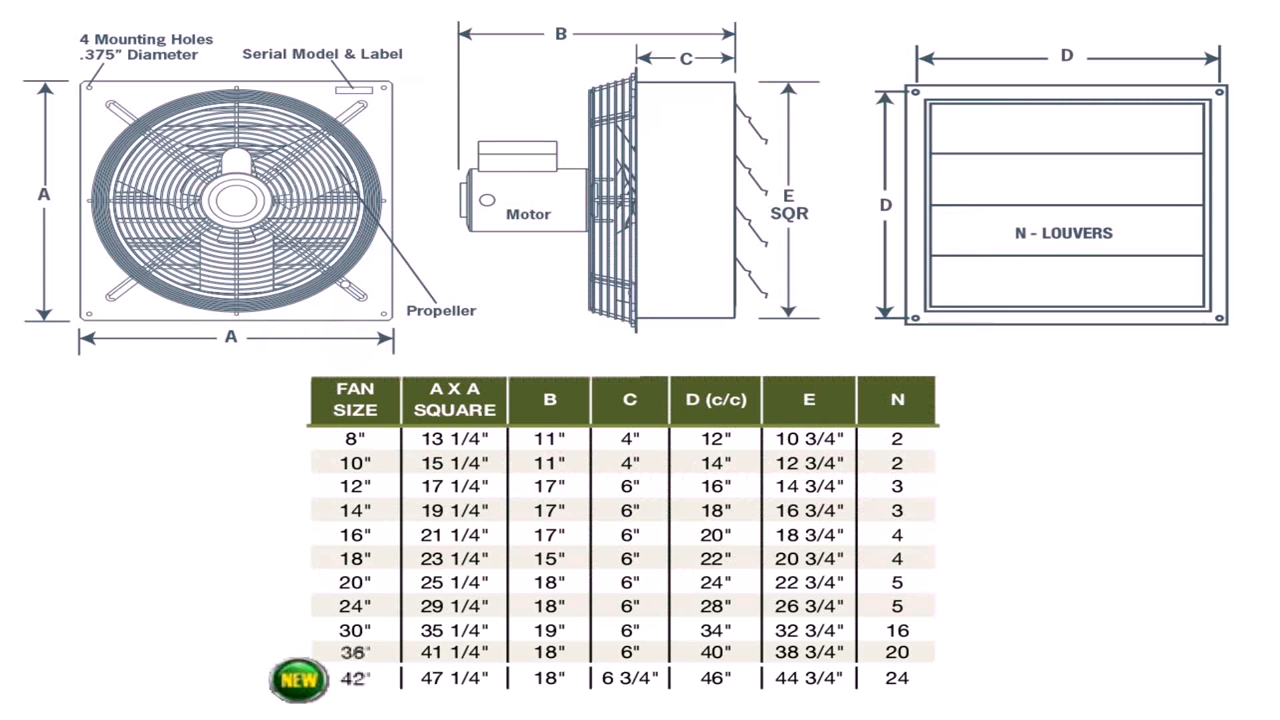 4 Mounting Holes
.375” Diameter
Serial Model & Label
A
A
Propeller
B
C
Motor
E
SQR
D
D
N - LOUVERS
FAN SIZE A X A SQUARE B C D (c/c) E N
8" 13 1/4" 11" 4" 12" 10 3/4" 2
10" 15 1/4" 11" 4" 14" 12 3/4" 2
12" 17 1/4" 17" 6" 16" 14 3/4" 3
14" 19 1/4" 17" 6" 18" 16 3/4" 3
16" 21 1/4" 17" 6" 20" 18 3/4" 4
18" 23 1/4" 15" 6" 22" 20 3/4" 4
20" 25 1/4" 18" 6" 24" 22 3/4" 5
24" 29 1/4" 18" 6" 28" 26 3/4" 5
30" 35 1/4" 19" 6" 34" 32 3/4" 16
36" 41 1/4" 18" 6" 40" 38 3/4" 20
NEW 42" 47 1/4" 18" 6 3/4" 46" 44 3/4" 24